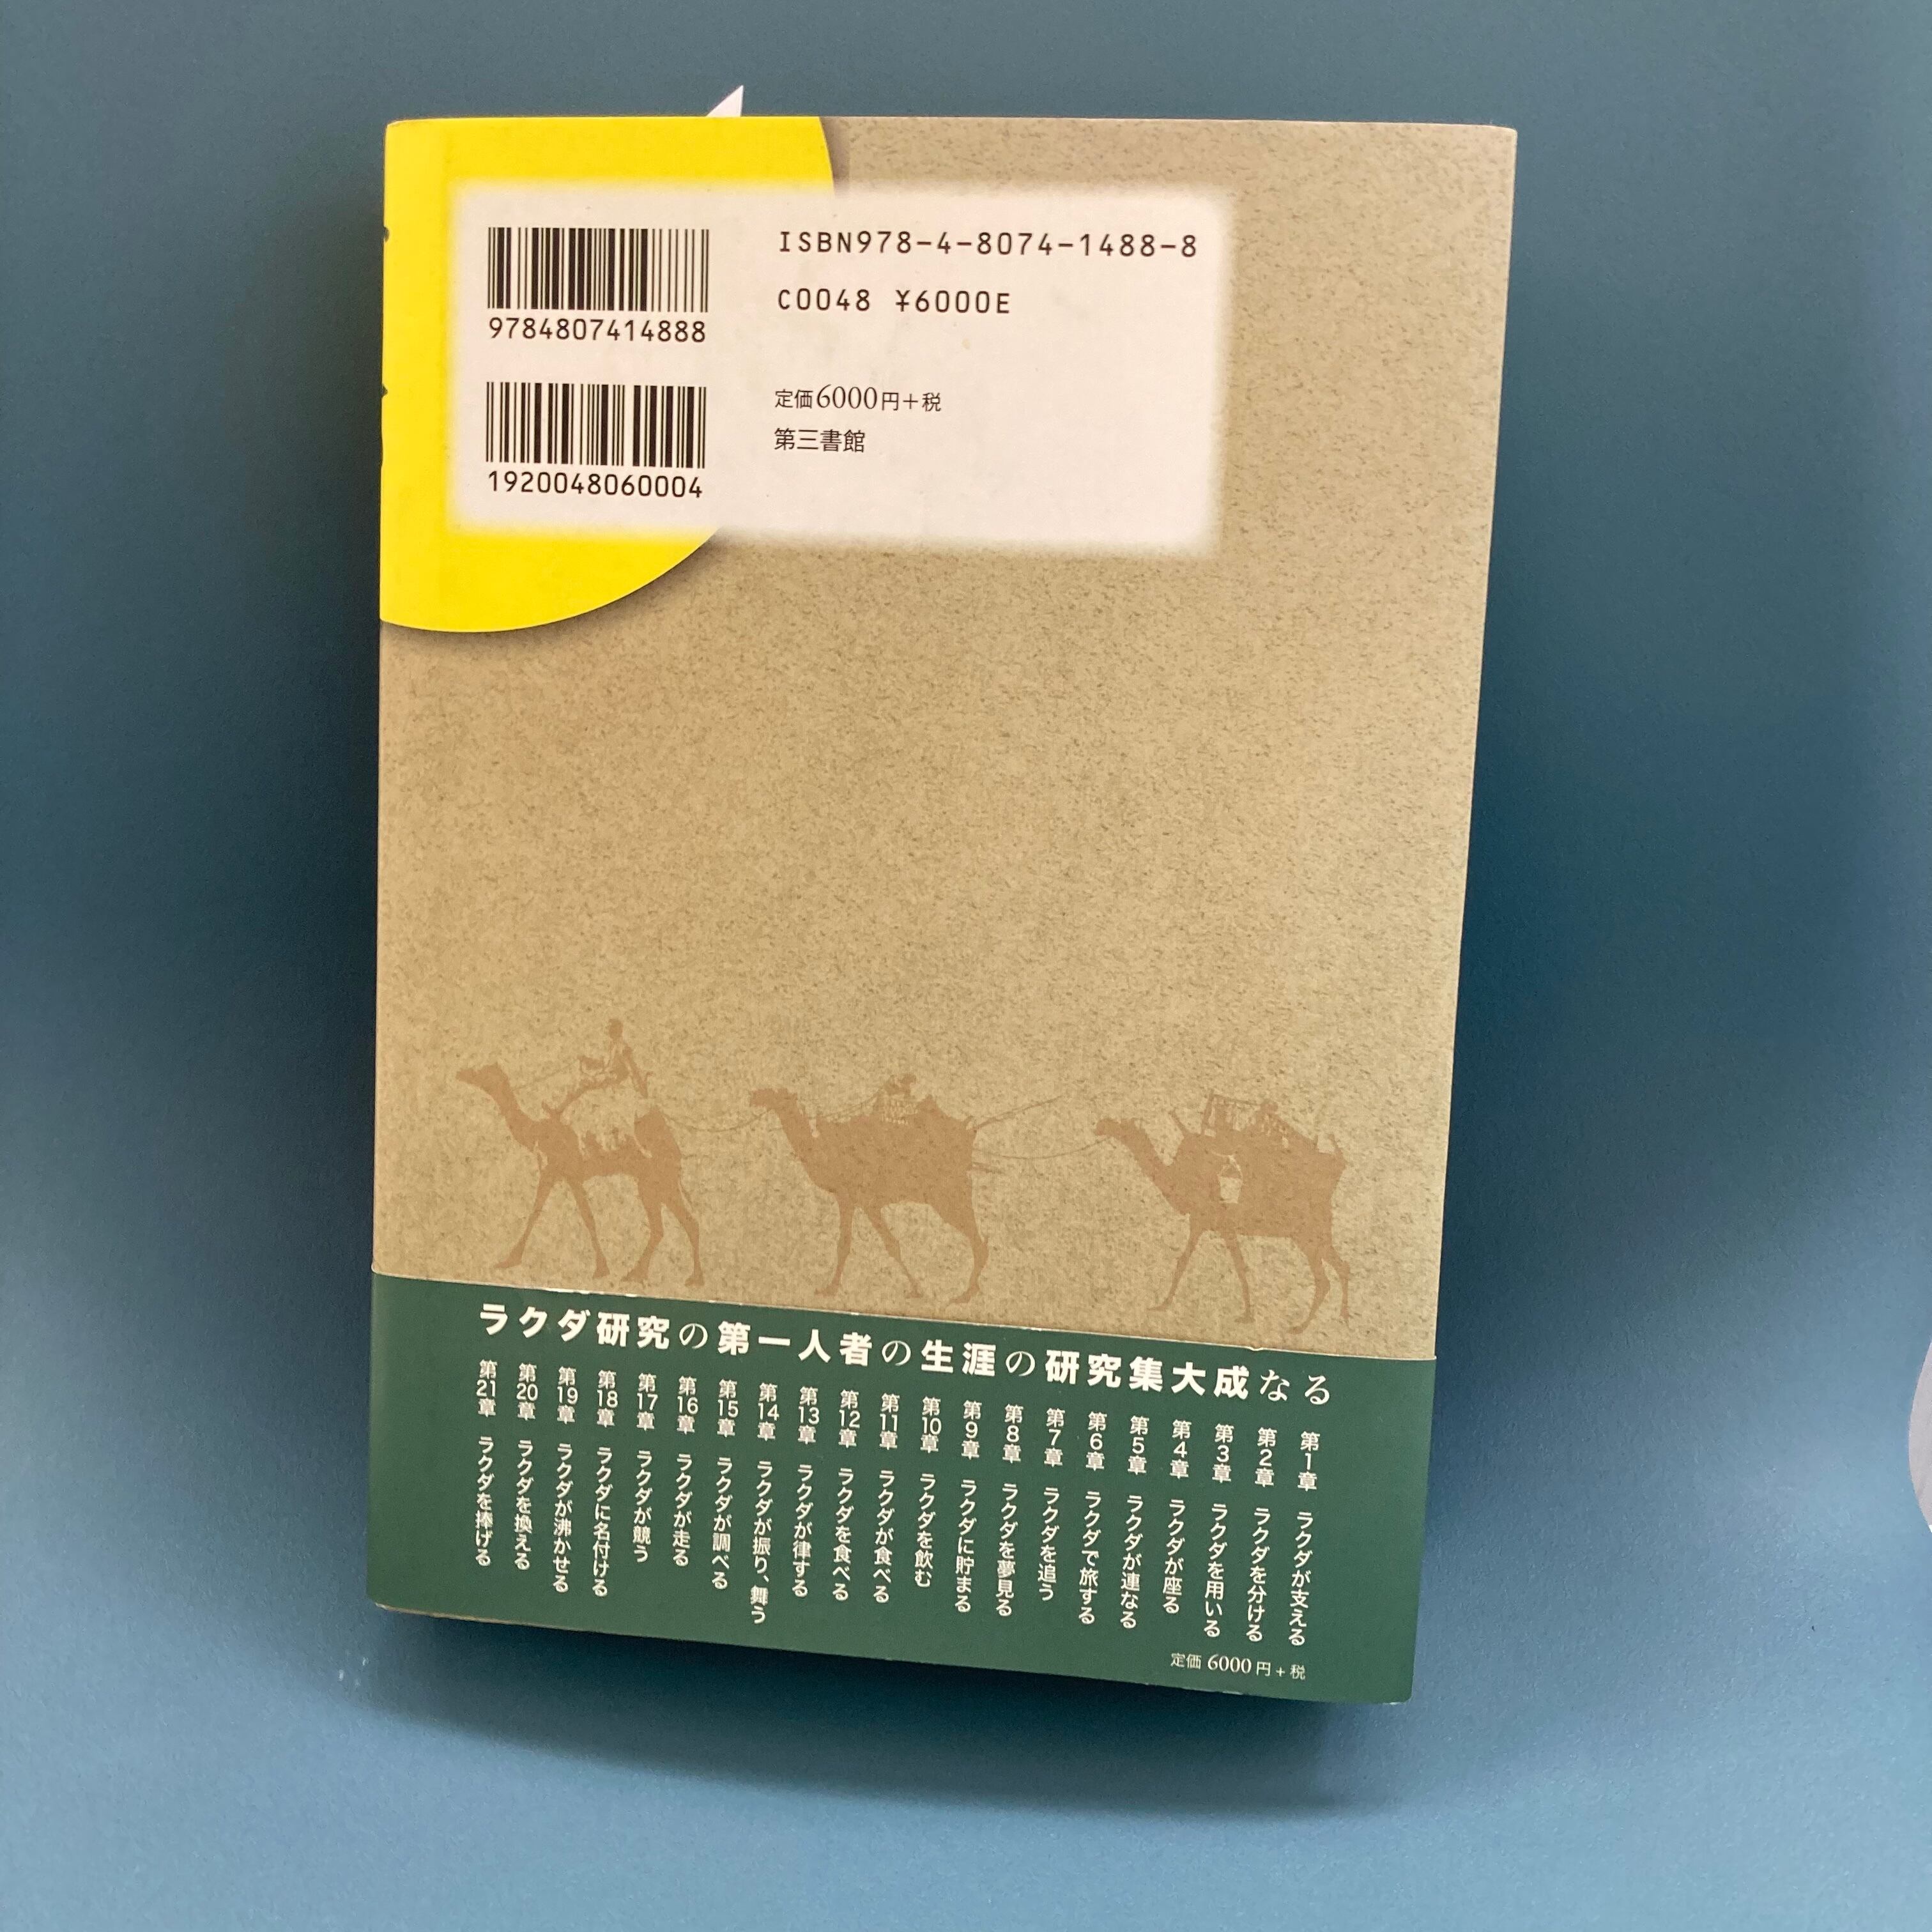 ISBN978-4-8074-1488-8
C0048 ¥6000E
9784807414888
定価6000円+税
第三書館
1920048060004
ラクダ研究の第一人者の生涯の研究集大成なる
第1章 ラクダが支える
第2章 ラクダを分ける
第3章 ラクダを用いる
第4章 ラクダが座る
第5章 ラクダが連なる
第6章 ラクダで旅する
第7章 ラクダを追う
第8章 ラクダを夢見る
第9章 ラクダに貯まる
第10章 ラクダを飲む
第11章 ラクダが食べる
第12章 ラクダを食べる
第13章 ラクダが律する
第14章 ラクダが振り、舞う
第15章 ラクダが調べる
第16章 ラクダが走る
第17章 ラクダが競う
第18章 ラクダに名付ける
第19章 ラクダが沸かせる
第20章 ラクダを換える
第21章 ラクダを捧げる
定価 6000 円+税